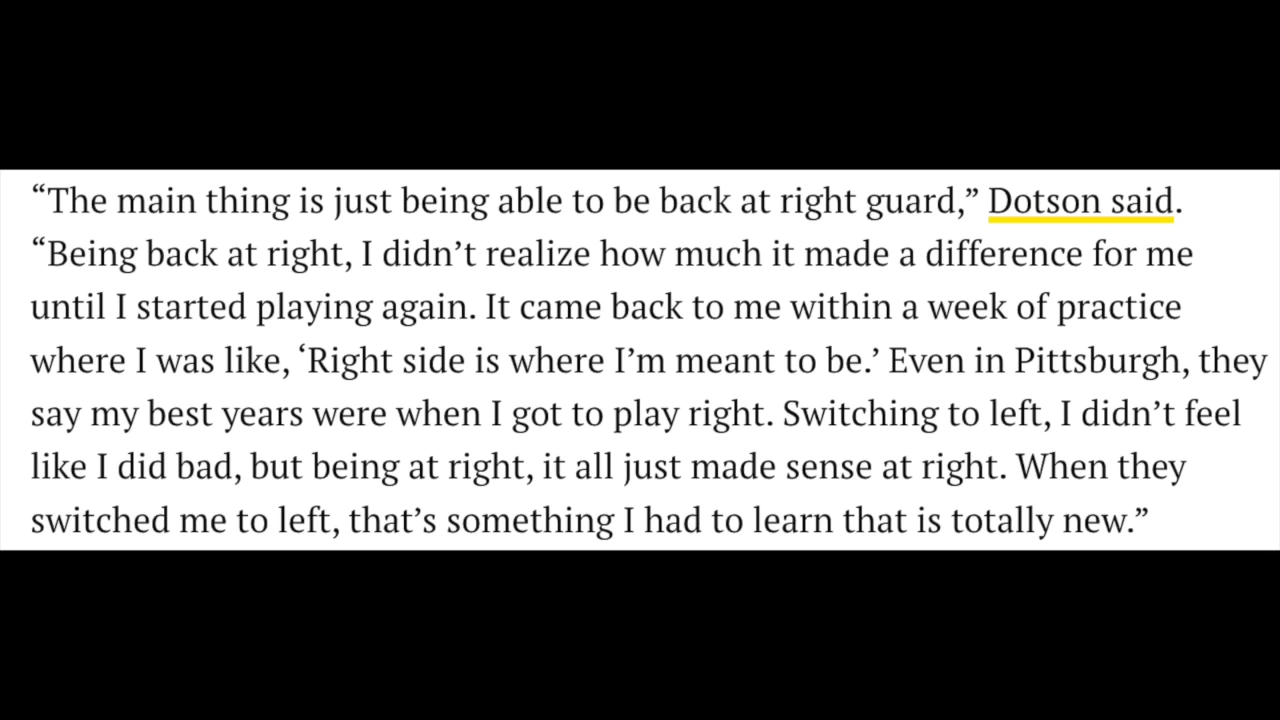 “The main thing is just being able to be back at right guard,” Dotson said.
“Being back at right, I didn’t realize how much it made a difference for me
until I started playing again. It came back to me within a week of practice
where I was like, ‘Right side is where I’m meant to be.’ Even in Pittsburgh, they
say my best years were when I got to play right. Switching to left, I didn’t feel
like I did bad, but being at right, it all just made sense at right. When they
switched me to left, that’s something I had to learn that is totally new.”